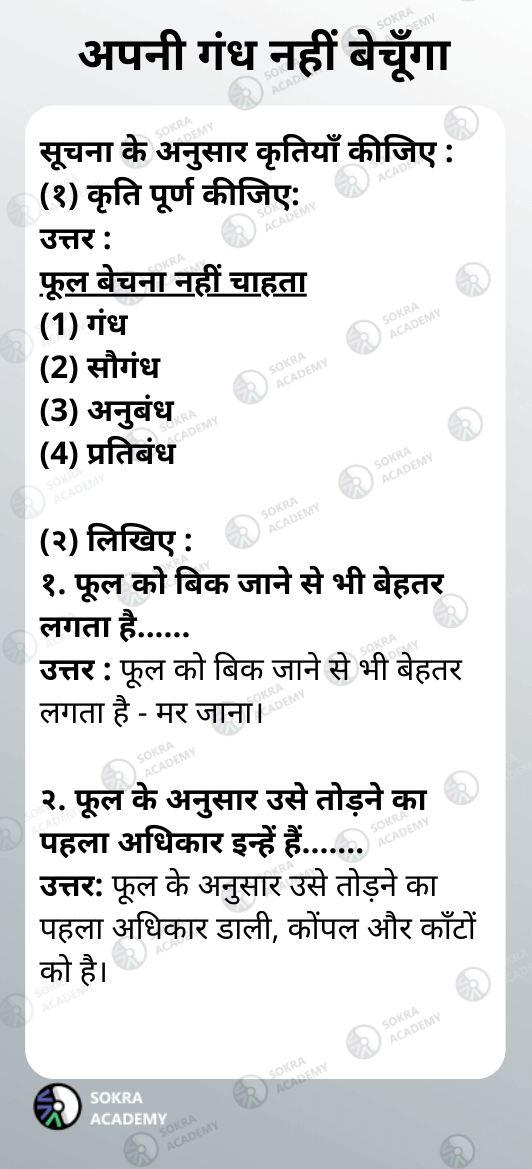 अपनी गंध नहीं बेचूँगा
सूचना के अनुसार कृतियाँ कीजिए :
(१) कृति पूर्ण कीजिए:
उत्तर :
फूल बेचना नहीं चाहता
(1) गंध
(2) सौगंध
(3) अनुबंध
(4) प्रतिबंध
(२) लिखिए :
१. फूल को बिक जाने से भी बेहतर
लगता है......
उत्तर : फूल को बिक जाने से भी बेहतर
लगता है - मर जाना।
२. फूल के अनुसार उसे तोड़ने का
पहला अधिकार इन्हें हैं.......
उत्तर: फूल के अनुसार उसे तोड़ने का
पहला अधिकार डाली, कोंपल और काँटों
को है।
SOKRA
ACADEMY